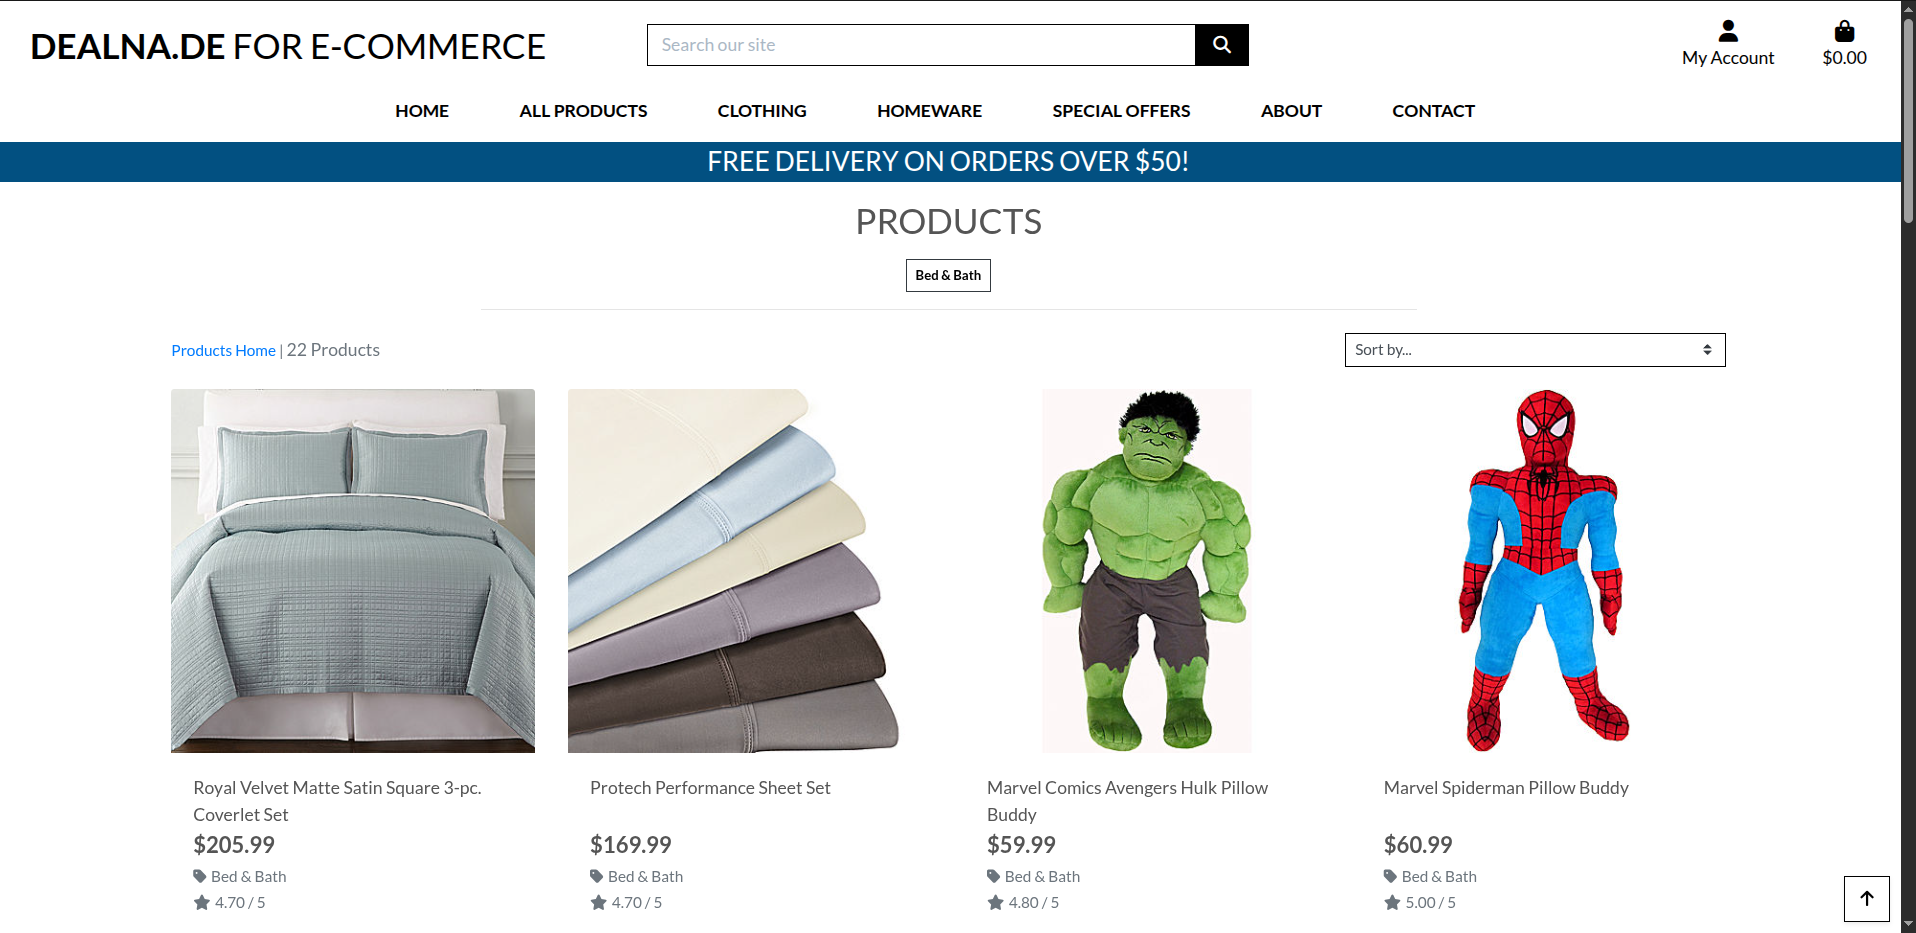 DEALNA.DE FOR E-COMMERCE
Search our site
My Account
$0.00
HOME
ALL PRODUCTS
CLOTHING
HOMEWARE
SPECIAL OFFERS
ABOUT
CONTACT
FREE DELIVERY ON ORDERS OVER $50!
PRODUCTS
Bed & Bath
Products Home | 22 Products
Sort by...
Royal Velvet Matte Satin Square 3-pc.
Coverlet Set
$205.99
Bed & Bath
4.70 / 5
Protech Performance Sheet Set
$169.99
Bed & Bath
4.70 / 5
Marvel Comics Avengers Hulk Pillow
Buddy
$59.99
Bed & Bath
4.80 / 5
Marvel Spiderman Pillow Buddy
$60.99
Bed & Bath
5.00 / 5